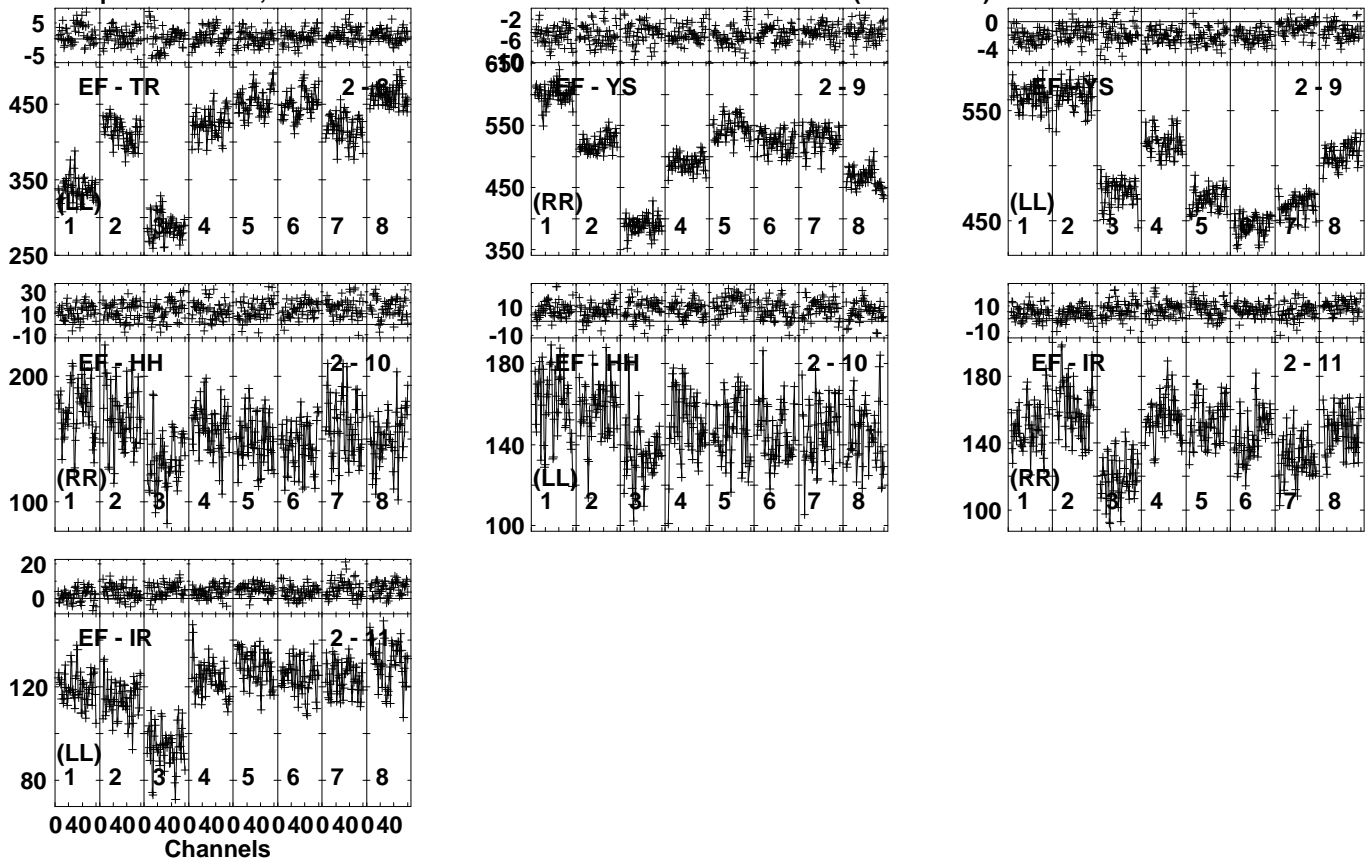 5
-5
EF - TR 2 - 8
450
350
250
(LL)
1 2 3 4 5 6 7 8
-2
-6
650
EF - YS 2 - 9
550
450
350
(RR)
1 2 3 4 5 6 7 8
0
-4
EF - YS 2 - 9
550
450
(LL)
1 2 3 4 5 6 7 8
30
10
-10
EF - HH 2 - 10
200
100
(RR)
1 2 3 4 5 6 7 8
10
-10
EF - HH 2 - 10
180
140
100
(LL)
1 2 3 4 5 6 7 8
10
-10
EF - IR 2 - 11
180
140
100
(RR)
1 2 3 4 5 6 7 8
20
0
EF - IR 2 - 11
120
80
(LL)
1 2 3 4 5 6 7 8
0 40 0 40 0 40 0 40 0 40 0 40 0 40 0 40
Channels